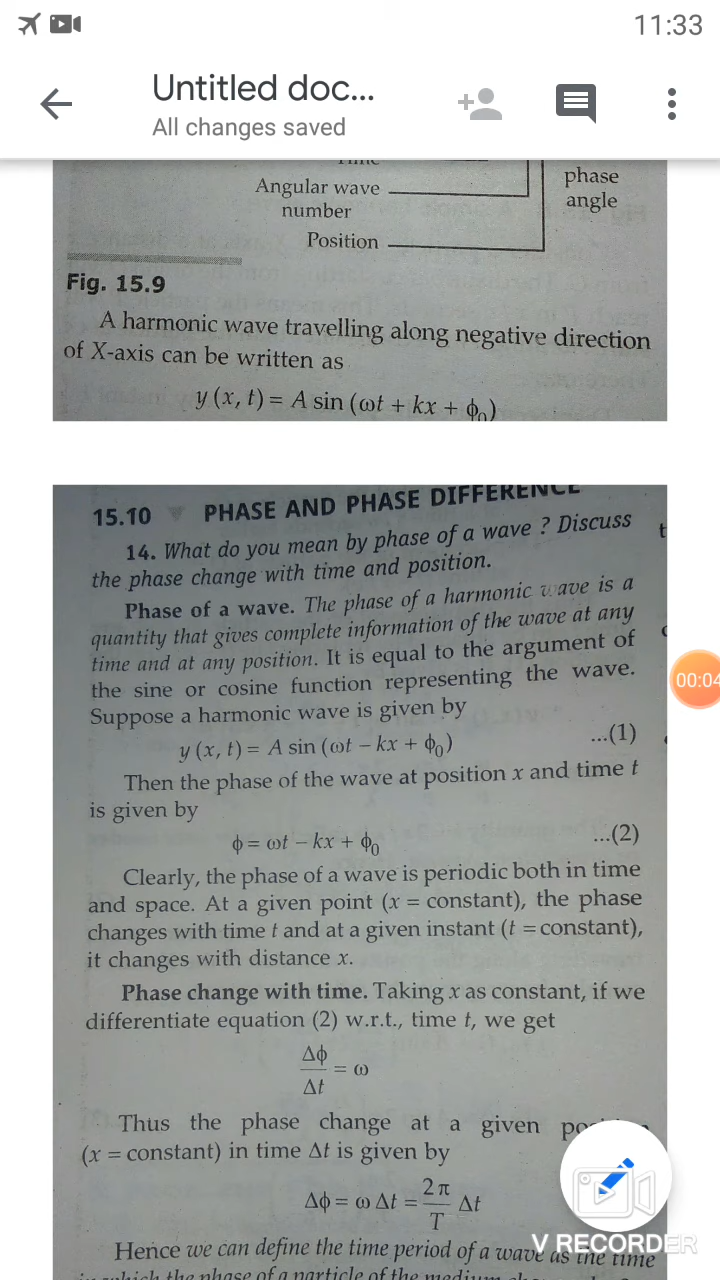 11:33
Untitled doc...
All changes saved
Time
phase
angle
Angular wave
number
Position
Fig. 15.9
A harmonic wave travelling along negative direction
of X-axis can be written as
y (x, t) = A sin (ωt + kx + ϕ₀)
15.10 PHASE AND PHASE DIFFERENCE
14. What do you mean by phase of a wave ? Discuss
the phase change with time and position.
Phase of a wave. The phase of a harmonic wave is a
quantity that gives complete information of the wave at any
time and at any position. It is equal to the argument of
the sine or cosine function representing the wave.
Suppose a harmonic wave is given by
y (x, t) = A sin (ωt – kx + ϕ₀) ...(1)
Then the phase of the wave at position x and time t
is given by
ϕ = ωt – kx + ϕ₀ ...(2)
Clearly, the phase of a wave is periodic both in time
and space. At a given point (x = constant), the phase
changes with time t and at a given instant (t = constant),
it changes with distance x.
Phase change with time. Taking x as constant, if we
differentiate equation (2) w.r.t., time t, we get
Δϕ/Δt = ω
Thus the phase change at a given
(x = constant) in time Δt is given by
Δϕ = ω Δt = 2π/T Δt
Hence we can define the time period of a wave as the time
in which the phase of a particle of the medium
00:04
V RECORDER